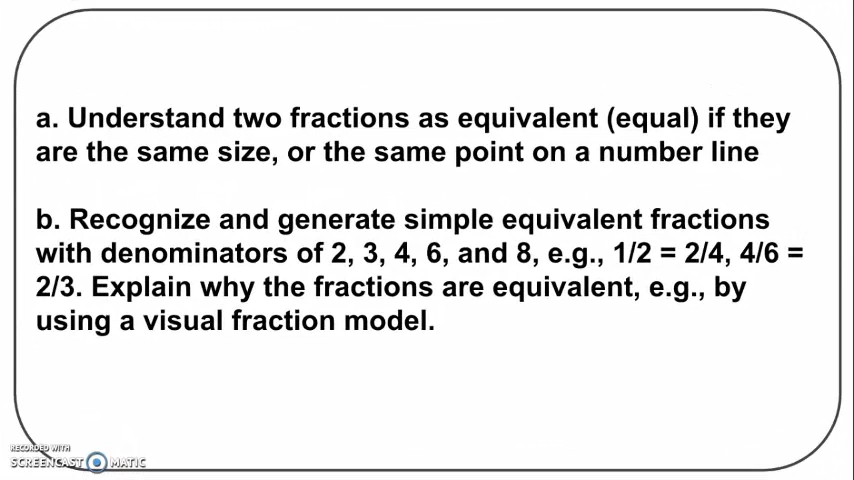 a. Understand two fractions as equivalent (equal) if they
are the same size, or the same point on a number line
b. Recognize and generate simple equivalent fractions
with denominators of 2, 3, 4, 6, and 8, e.g., 1/2 = 2/4, 4/6 =
2/3. Explain why the fractions are equivalent, e.g., by
using a visual fraction model.
RECORDED WITH
SCREENCAST MATIC